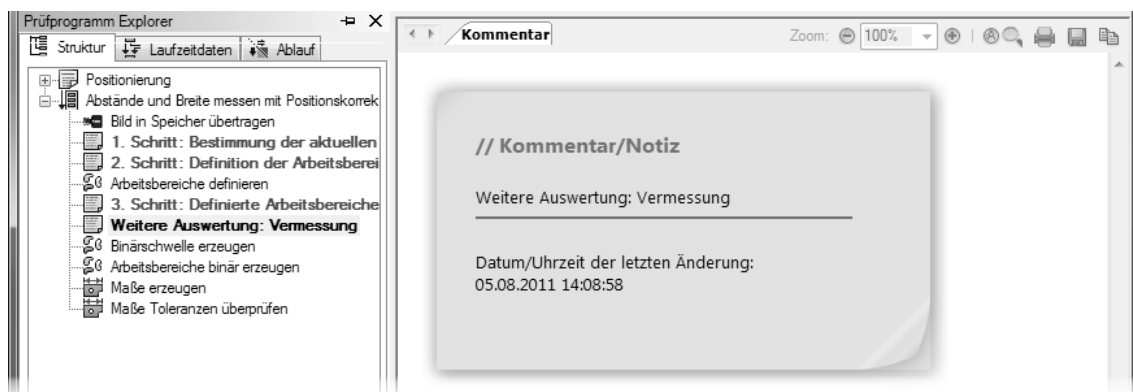 Prüfprogramm Explorer
Struktur
Laufzeitdaten
Ablauf
Positionierung
Abstände und Breite messen mit Positionskorrek
Bild in Speicher übertragen
1. Schritt: Bestimmung der aktuellen
2. Schritt: Definition der Arbeitsberei
Arbeitsbereiche definieren
3. Schritt: Definierte Arbeitsbereiche
Weitere Auswertung: Vermessung
Binärschwelle erzeugen
Arbeitsbereiche binär erzeugen
Maße erzeugen
Maße Toleranzen überprüfen
Kommentar
Zoom: 100%
// Kommentar/Notiz
Weitere Auswertung: Vermessung
Datum/Uhrzeit der letzten Änderung:
05.08.2011 14:08:58